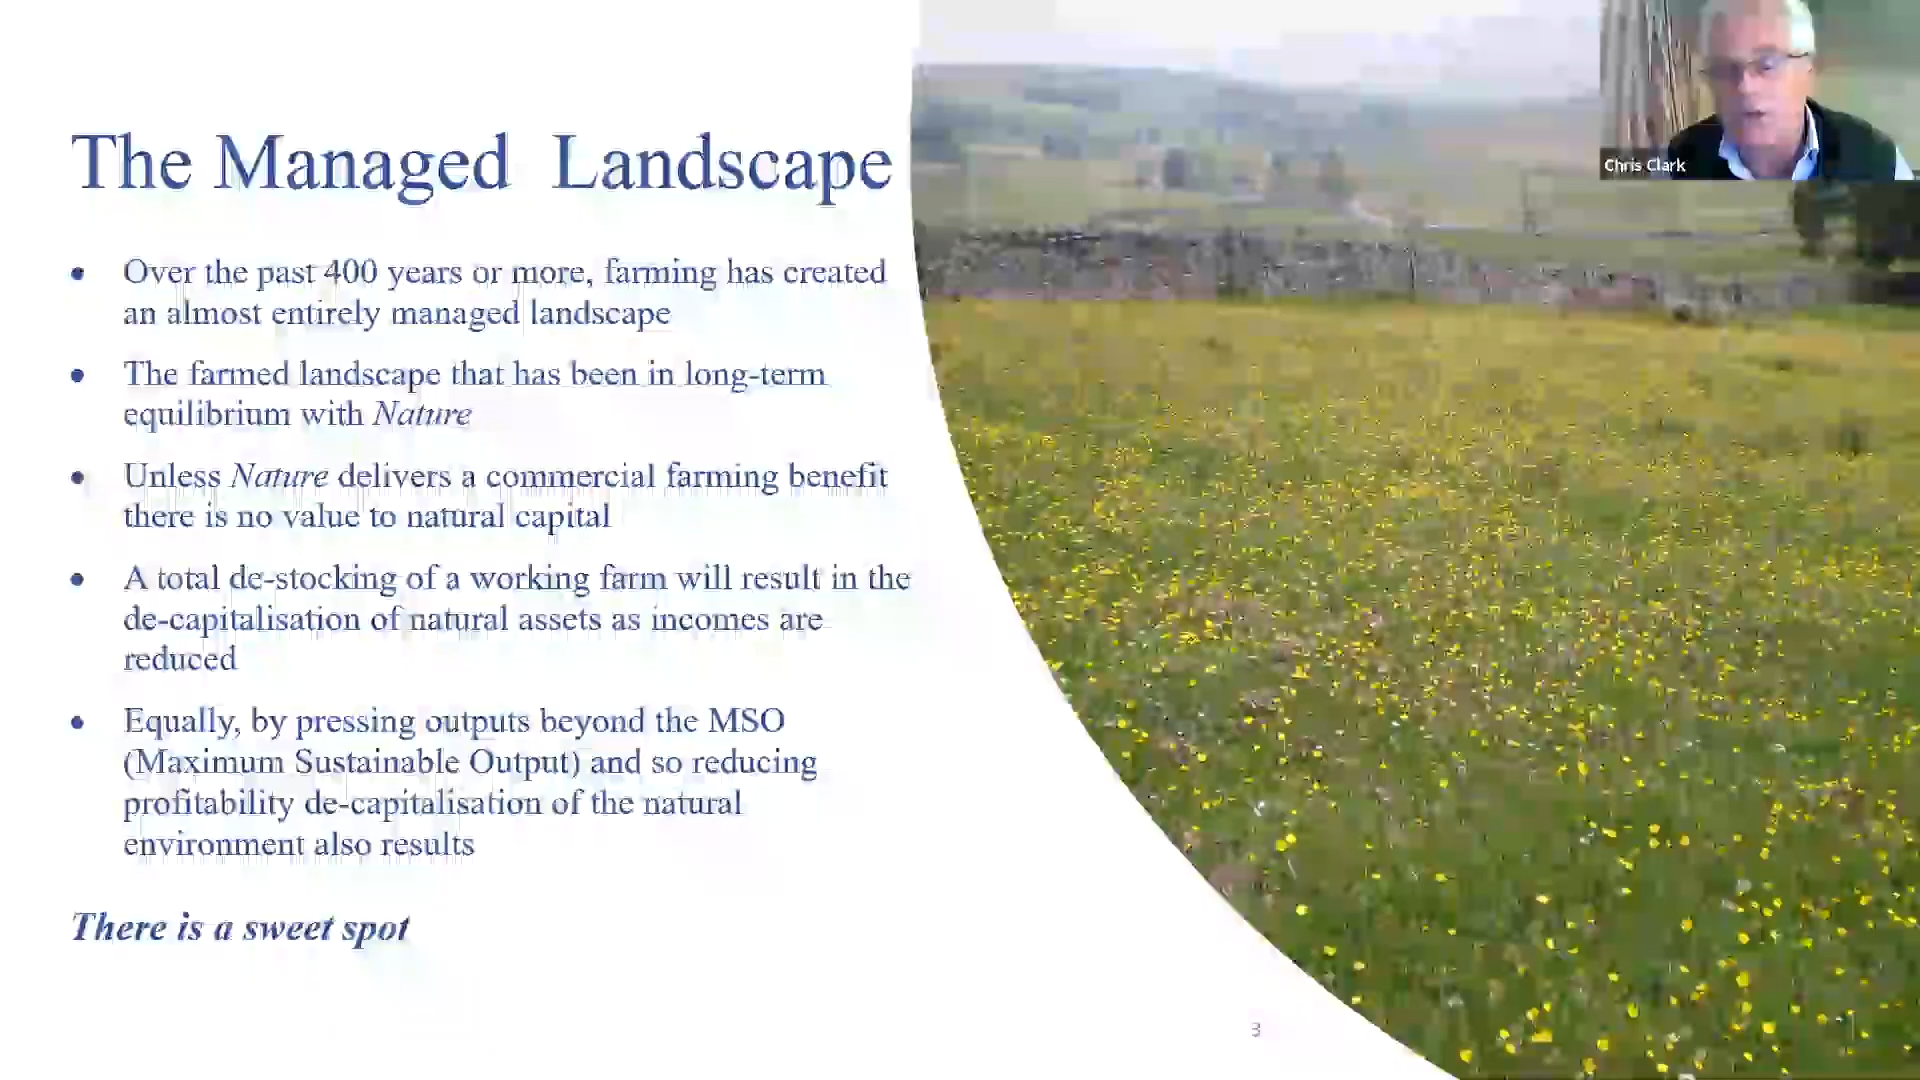 The Managed Landscape
Chris Clark
• Over the past 400 years or more, farming has created
an almost entirely managed landscape
• The farmed landscape that has been in long-term
equilibrium with Nature
• Unless Nature delivers a commercial farming benefit
there is no value to natural capital
• A total de-stocking of a working farm will result in the
de-capitalisation of natural assets as incomes are
reduced
• Equally, by pressing outputs beyond the MSO
(Maximum Sustainable Output) and so reducing
profitability de-capitalisation of the natural
environment also results
There is a sweet spot
3